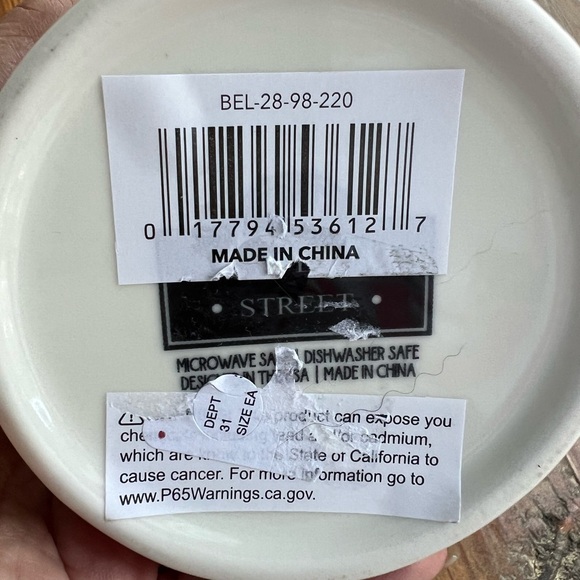 BEL-28-98-220
0 17794 53612 7
MADE IN CHINA
• STREET •
MICROWAVE DISHWASHER SAFE
MADE IN CHINA
DEPT
31
SIZE EA
product can expose you
cadmium,
which are to the State of California to
cause cancer. For more information go to
www.P65Warnings.ca.gov.